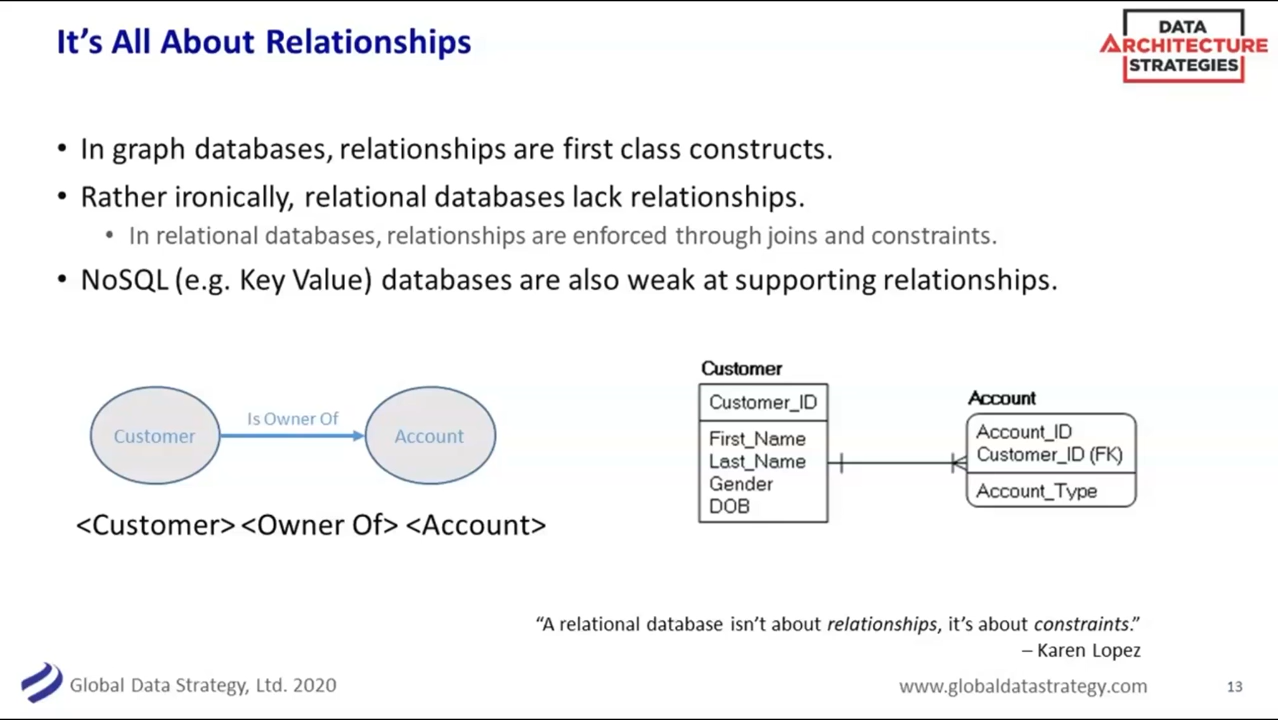 It's All About Relationships
DATA
ARCHITECTURE
STRATEGIES
• In graph databases, relationships are first class constructs.
• Rather ironically, relational databases lack relationships.
• In relational databases, relationships are enforced through joins and constraints.
• NoSQL (e.g. Key Value) databases are also weak at supporting relationships.
Customer
Is Owner Of
Account
<Customer> <Owner Of> <Account>
Customer
Customer_ID
First_Name
Last_Name
Gender
DOB
Account
Account_ID
Customer_ID (FK)
Account_Type
“A relational database isn't about relationships, it's about constraints.”
– Karen Lopez
Global Data Strategy, Ltd. 2020
www.globaldatastrategy.com
13